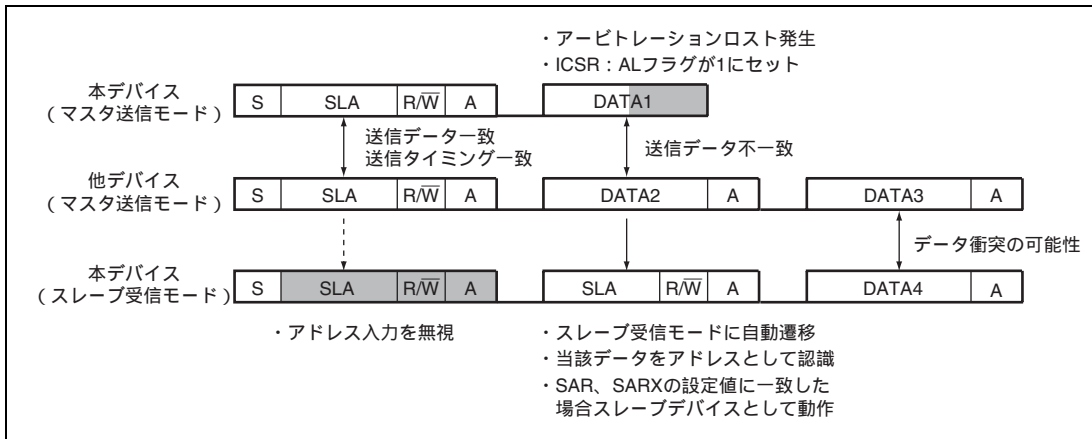 ・アービトレーションロスト発生
・ICSR：ALフラグが1にセット
本デバイス
（マスタ送信モード）
S SLA R/W̅ A DATA1
送信データ一致
送信タイミング一致
送信データ不一致
他デバイス
（マスタ送信モード）
S SLA R/W̅ A DATA2 A DATA3 A
データ衝突の可能性
本デバイス
（スレーブ受信モード）
S SLA R/W̅ A SLA R/W̅ A DATA4 A
・アドレス入力を無視
・スレーブ受信モードに自動遷移
・当該データをアドレスとして認識
・SAR、SARXの設定値に一致した
場合スレーブデバイスとして動作